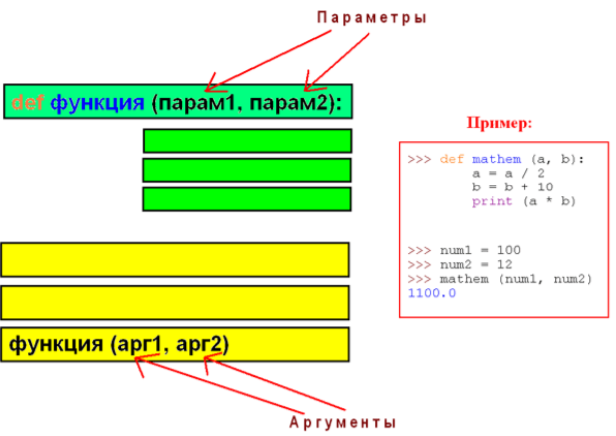 Параметры
def функция (парам1, парам2):
Пример:
>>> def mathem (a, b):
a = a / 2
b = b + 10
print (a * b)
>>> num1 = 100
>>> num2 = 12
>>> mathem (num1, num2)
1100.0
функция (арг1, арг2)
Аргументы